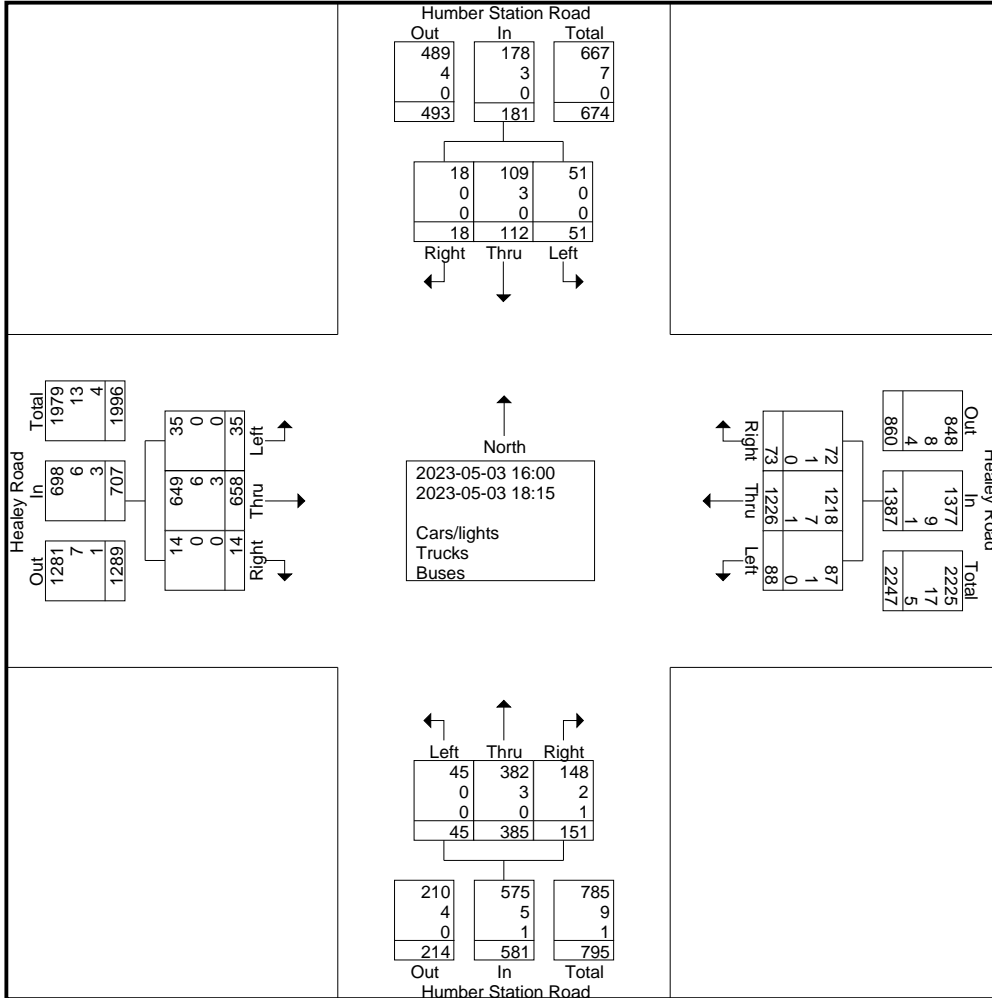 Humber Station Road
Out In Total
489 178 667
4 3 7
0 0 0
493 181 674
18 109 51
0 3 0
0 0 0
18 112 51
Right Thru Left
Healey Road
Total
1979
13
4
1996
In
698
6
3
707
Out
1281
7
1
1289
35
0
0
35
Left
649
6
3
658
Thru
14
0
0
14
Right
North
2023-05-03 16:00
2023-05-03 18:15
Cars/lights
Trucks
Buses
Right
72
1
0
73
Thru
1218
7
1
1226
Left
87
1
0
88
Healey Road
Out
848
8
4
860
In
1377
9
1
1387
Total
2225
17
5
2247
Left Thru Right
45 382 148
0 3 2
0 0 1
45 385 151
210 575 785
4 5 9
0 1 1
214 581 795
Out In Total
Humber Station Road